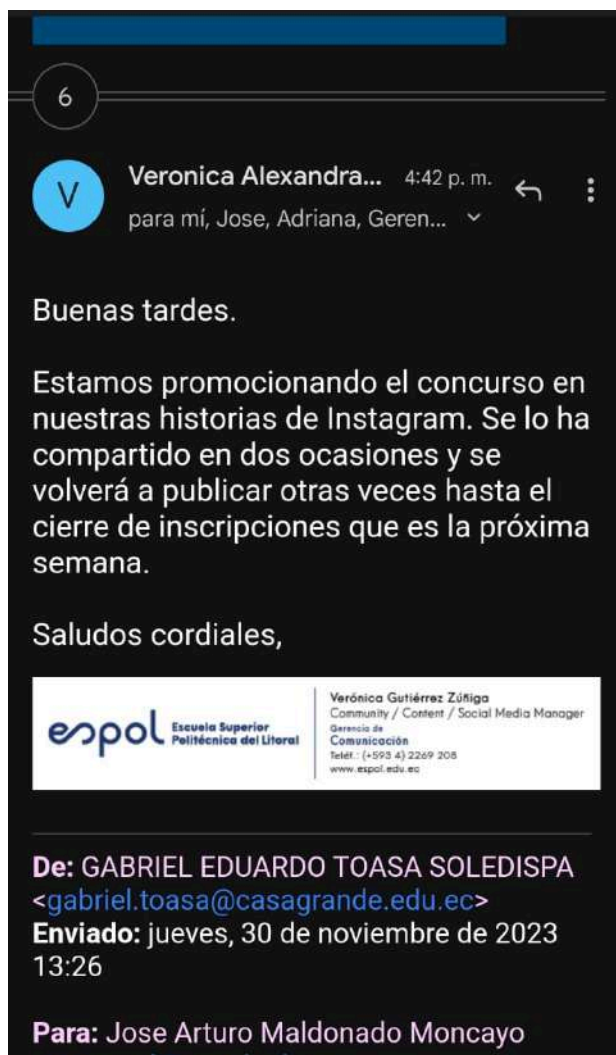 6
V
Veronica Alexandra... 4:42 p. m.
para mí, Jose, Adriana, Geren...
Buenas tardes.
Estamos promocionando el concurso en
nuestras historias de Instagram. Se lo ha
compartido en dos ocasiones y se
volverá a publicar otras veces hasta el
cierre de inscripciones que es la próxima
semana.
Saludos cordiales,
espol Escuela Superior
Politécnica del Litoral
Verónica Gutiérrez Zúñiga
Community / Content / Social Media Manager
Gerencia de
Comunicación
Teléf.: (+593 4) 2269 208
www.espol.edu.ec
De: GABRIEL EDUARDO TOASA SOLEDISPA
<gabriel.toasa@casagrande.edu.ec>
Enviado: jueves, 30 de noviembre de 2023
13:26
Para: Jose Arturo Maldonado Moncayo